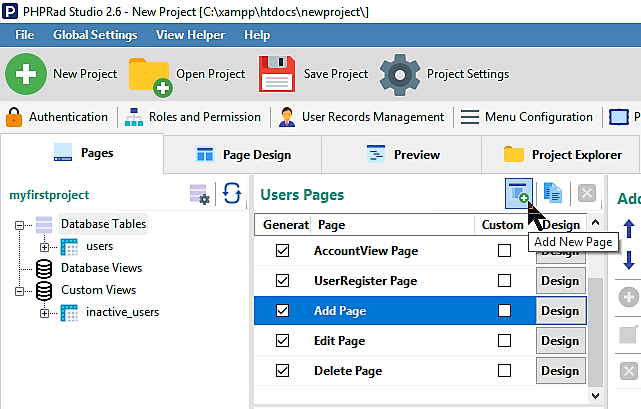 P PHPRad Studio 2.6 - New Project [C:\xampp\htdocs\newproject\]
File Global Settings View Helper Help
New Project Open Project Save Project Project Settings
Authentication Roles and Permission User Records Management Menu Configuration P
Pages Page Design Preview Project Explorer
myfirstproject
Database Tables
users
Database Views
Custom Views
inactive_users
Users Pages
Generat Page Custom Design
AccountView Page
UserRegister Page Design
Add Page Design
Edit Page Design
Delete Page Design
Add New Page
Add